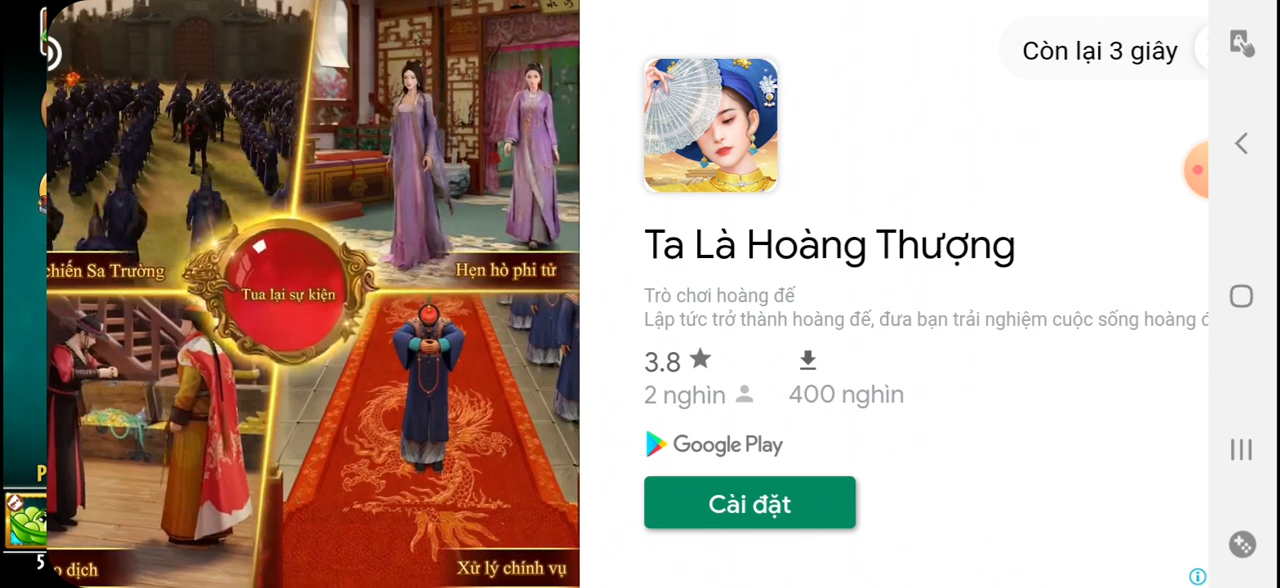 chiến Sa Trường
Hẹn hò phi tử
Tua lại sự kiện
dịch
Xử lý chính vụ
P
5
Còn lại 3 giây
Ta Là Hoàng Thượng
Trò chơi hoàng đế
Lập tức trở thành hoàng đế, đưa bạn trải nghiệm cuộc sống hoàng
3.8
2 nghìn
400 nghìn
Google Play
Cài đặt